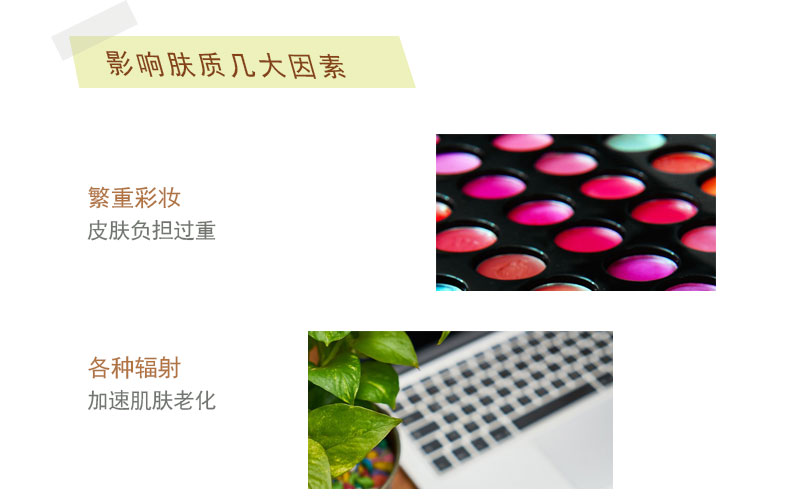 影响肤质几大因素
繁重彩妆
皮肤负担过重
各种辐射
加速肌肤老化